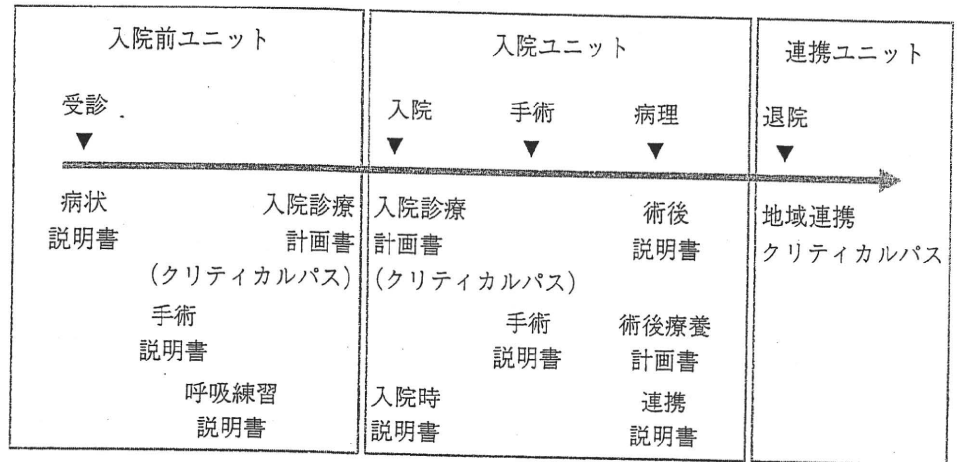 入院前ユニット
受診
病状
説明書
入院診療
計画書
(クリティカルパス)
手術
説明書
呼吸練習
説明書
入院ユニット
入院
手術
病理
入院診療
計画書
(クリティカルパス)
術後
説明書
手術
説明書
術後療養
計画書
入院時
説明書
連携
説明書
連携ユニット
退院
地域連携
クリティカルパス